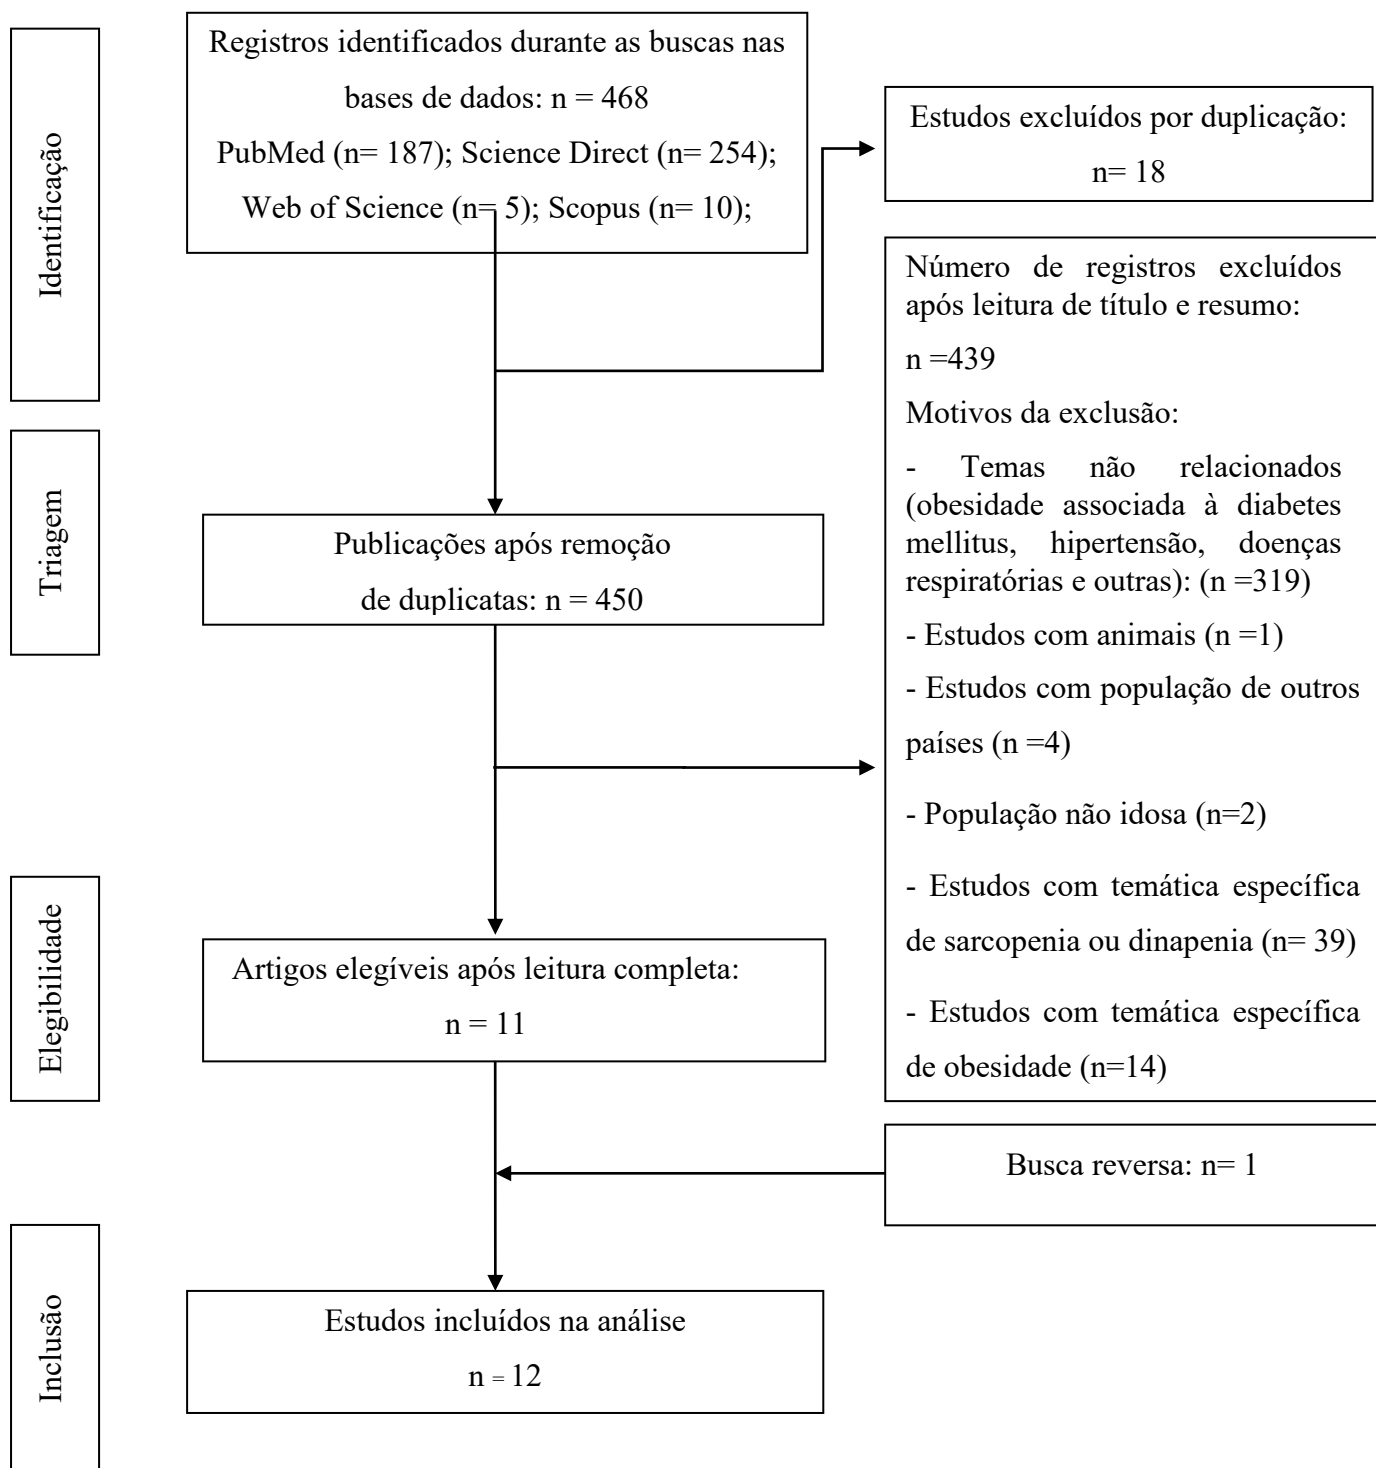 Identificação
Registros identificados durante as buscas nas
bases de dados: n = 468
PubMed (n= 187); Science Direct (n= 254);
Web of Science (n= 5); Scopus (n= 10);
Estudos excluídos por duplicação:
n= 18
Número de registros excluídos
após leitura de título e resumo:
n =439
Motivos da exclusão:
- Temas não relacionados
(obesidade associada à diabetes
mellitus, hipertensão, doenças
respiratórias e outras): (n =319)
- Estudos com animais (n =1)
- Estudos com população de outros
países (n =4)
- População não idosa (n=2)
- Estudos com temática específica
de sarcopenia ou dinapenia (n= 39)
- Estudos com temática específica
de obesidade (n=14)
Triagem
Publicações após remoção
de duplicatas: n = 450
Elegibilidade
Artigos elegíveis após leitura completa:
n = 11
Busca reversa: n= 1
Inclusão
Estudos incluídos na análise
n = 12